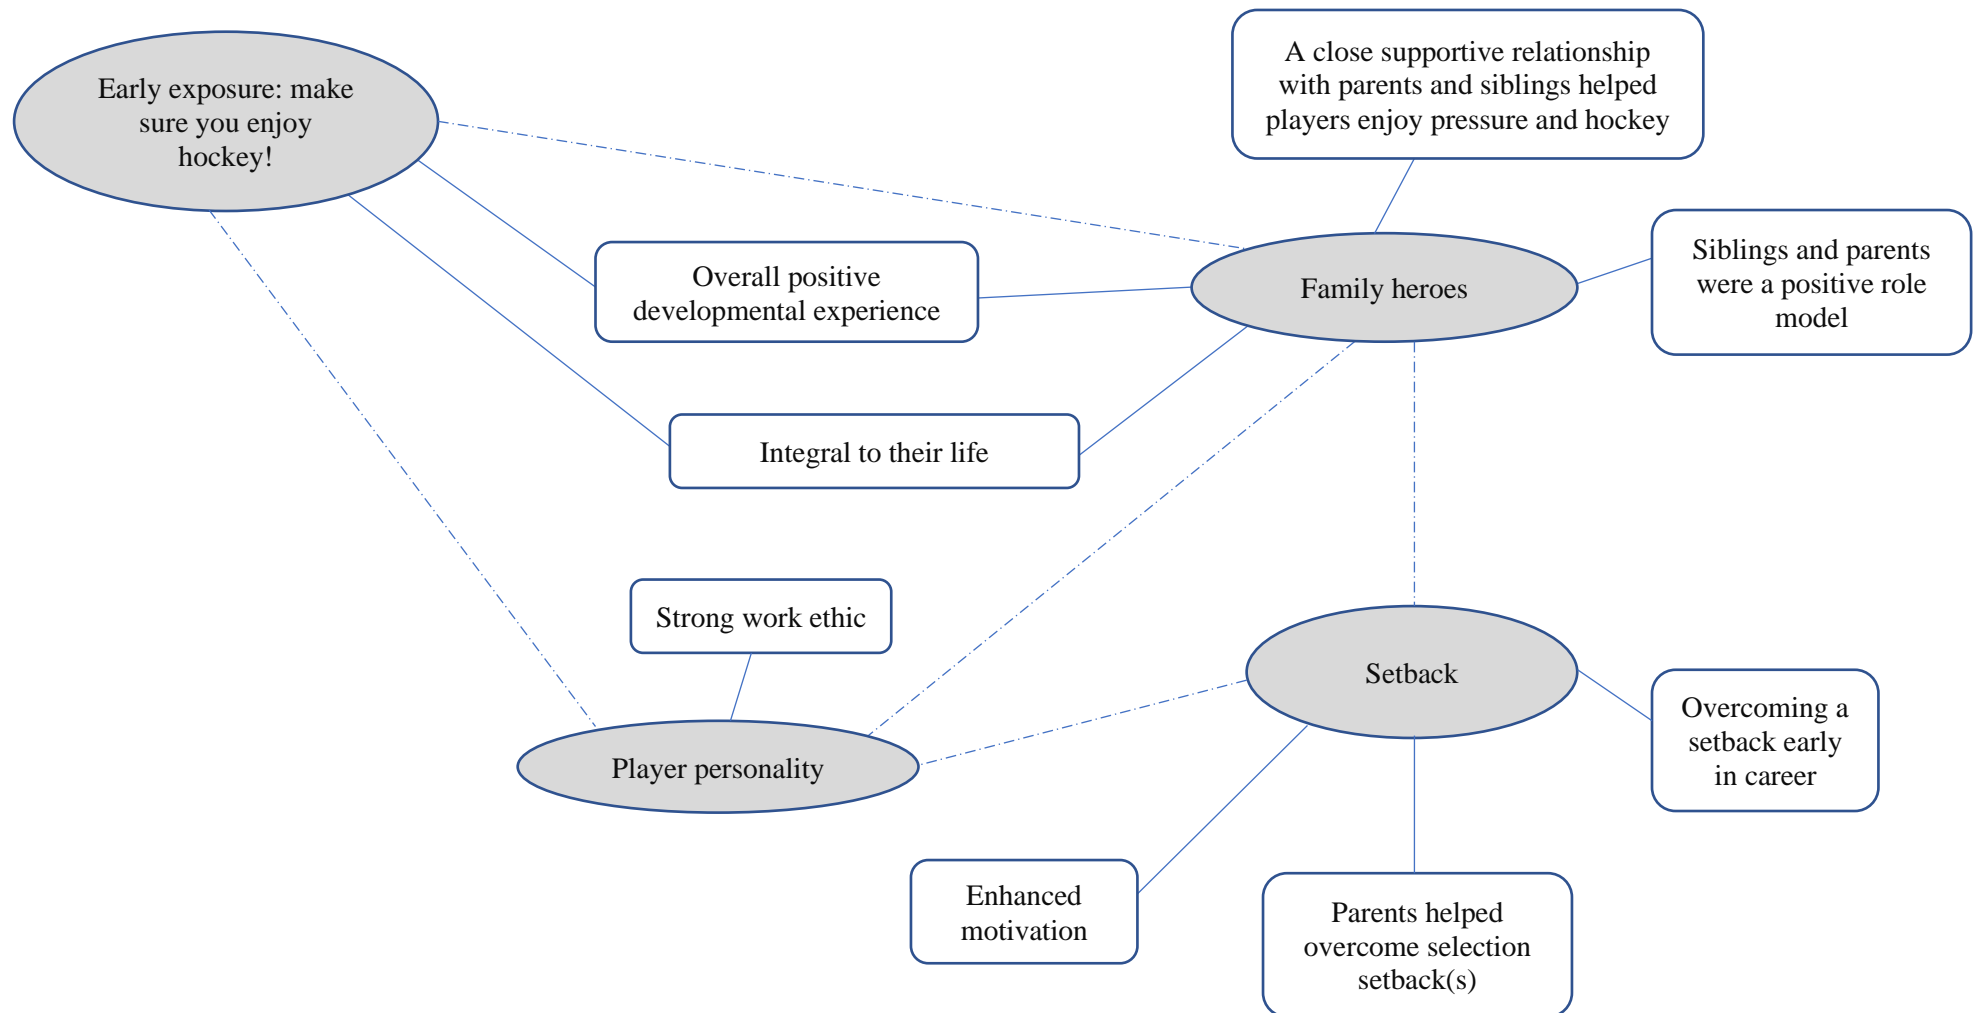 Early exposure: make
sure you enjoy
hockey!
A close supportive relationship
with parents and siblings helped
players enjoy pressure and hockey
Siblings and parents
were a positive role
model
Overall positive
developmental experience
Family heroes
Integral to their life
Strong work ethic
Setback
Player personality
Overcoming a
setback early
in career
Enhanced
motivation
Parents helped
overcome selection
setback(s)